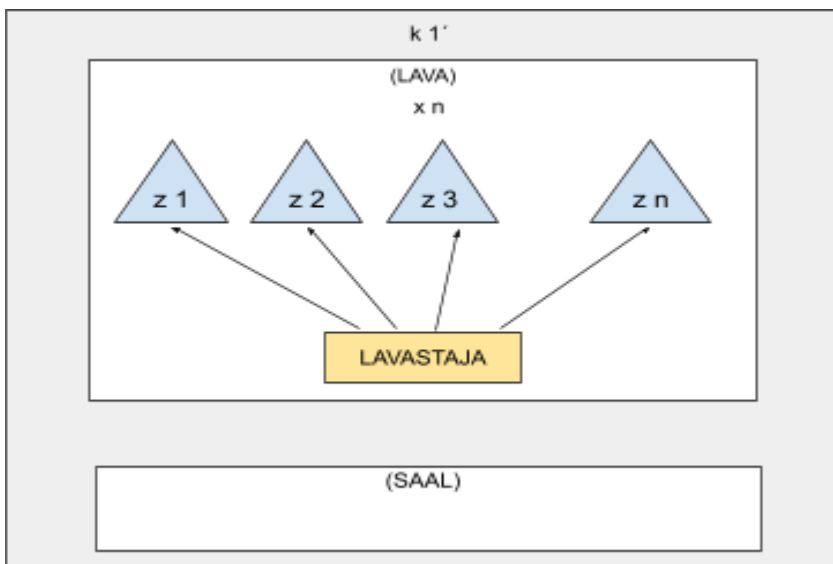 k 1´
(LAVA)
x n
z 1 z 2 z 3 z n
LAVASTAJA
(SAAL)